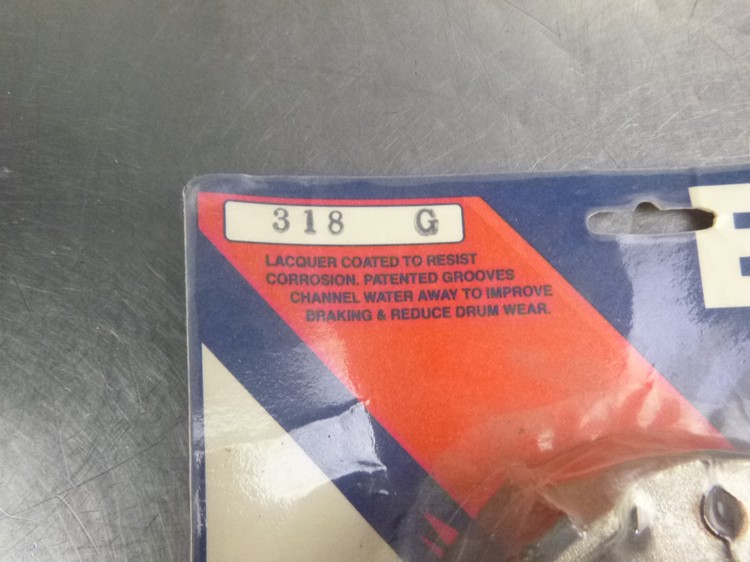 318 G
LACQUER COATED TO RESIST
CORROSION. PATENTED GROOVES
CHANNEL WATER AWAY TO IMPROVE
BRAKING & REDUCE DRUM WEAR.